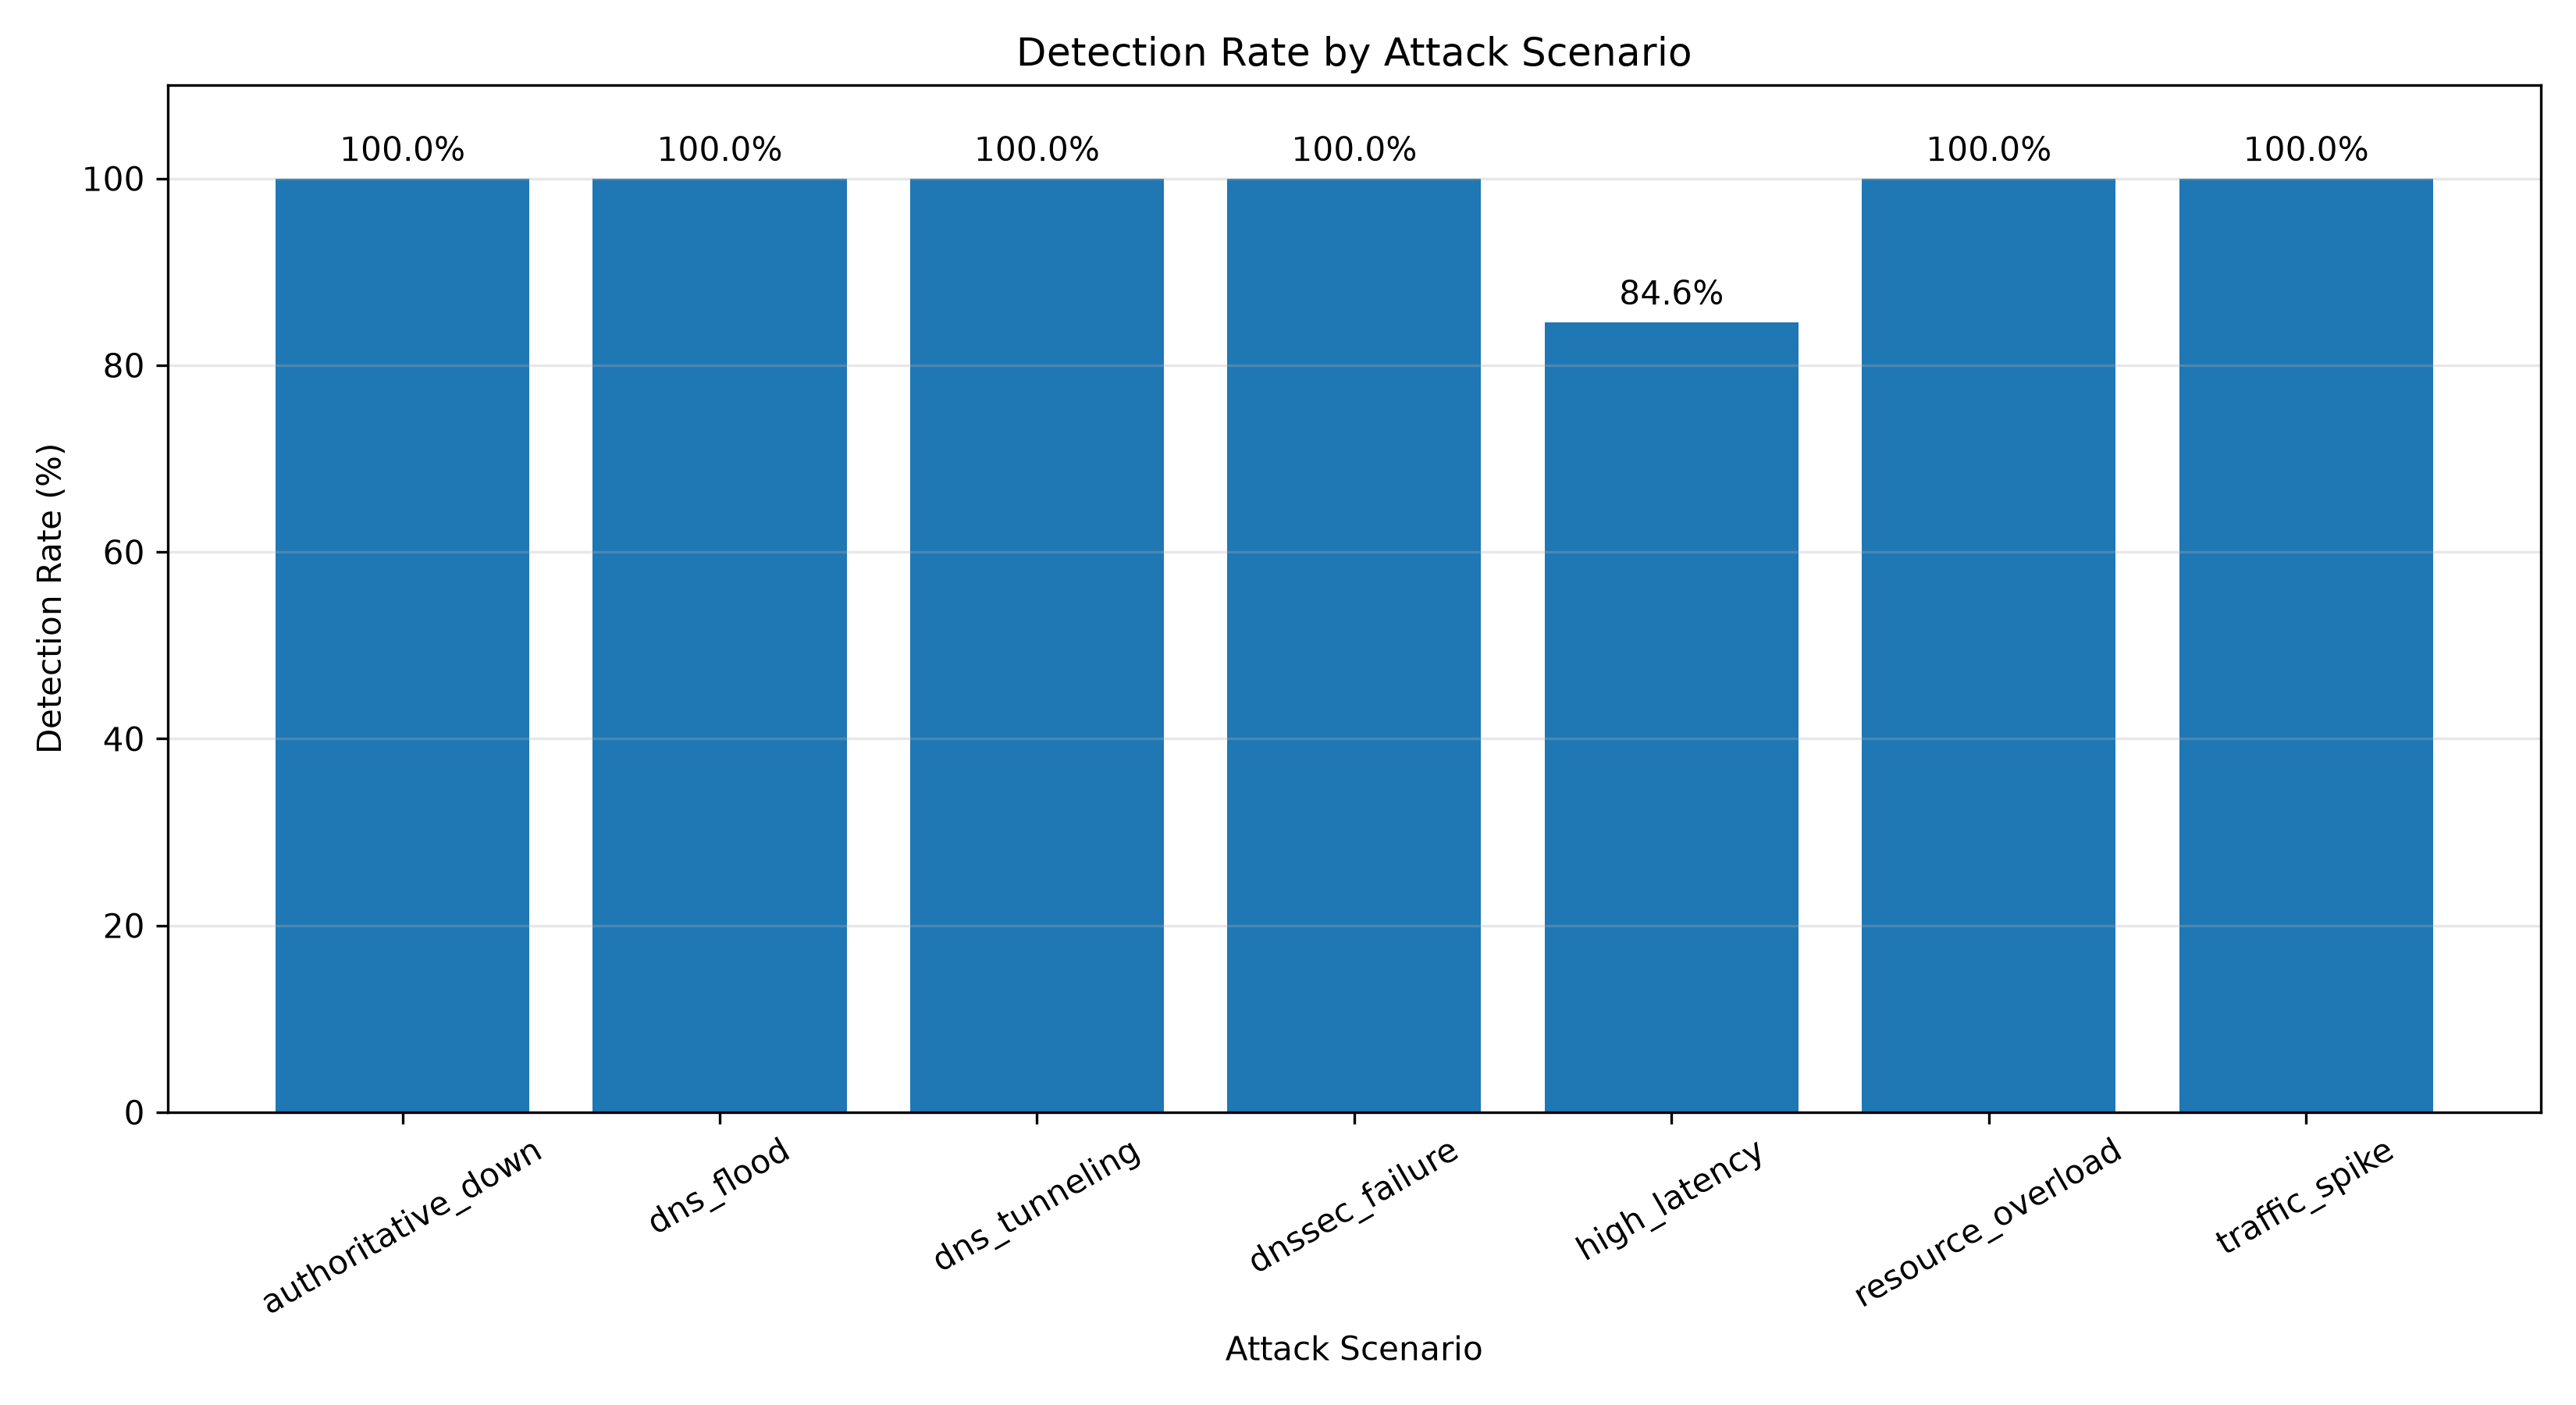 Detection Rate by Attack Scenario
100.0% 100.0% 100.0% 100.0% 100.0% 100.0%
84.6%
100
80
60
40
20
0
Detection Rate (%)
authoritative_down dns_flood dns_tunneling dnssec_failure high_latency resource_overload traffic_spike
Attack Scenario